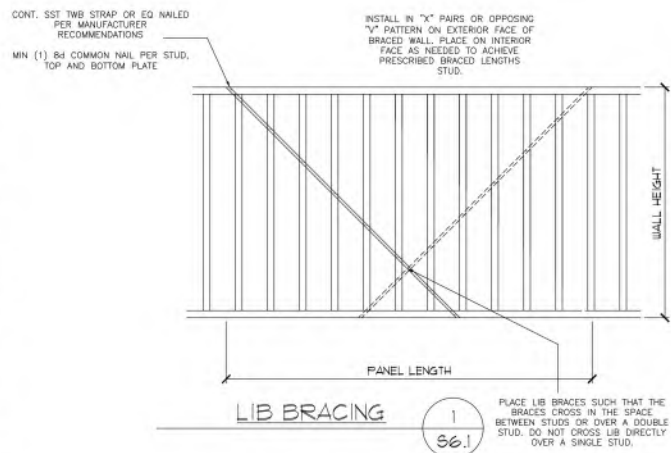 CONT. SST TWB STRAP OR EQ NAILED
PER MANUFACTURER
RECOMMENDATIONS
MIN (1) 8d COMMON NAIL PER STUD,
TOP AND BOTTOM PLATE
INSTALL IN "X" PAIRS OR OPPOSING
"V" PATTERN ON EXTERIOR FACE OF
BRACED WALL. PLACE ON INTERIOR
FACE AS NEEDED TO ACHIEVE
PRESCRIBED BRACED LENGTHS
STUD.
WALL HEIGHT
PANEL LENGTH
LIB BRACING
1
S6.1
PLACE LIB BRACES SUCH THAT THE
BRACES CROSS IN THE SPACE
BETWEEN STUDS OR OVER A DOUBLE
STUD. DO NOT CROSS LIB DIRECTLY
OVER A SINGLE STUD.